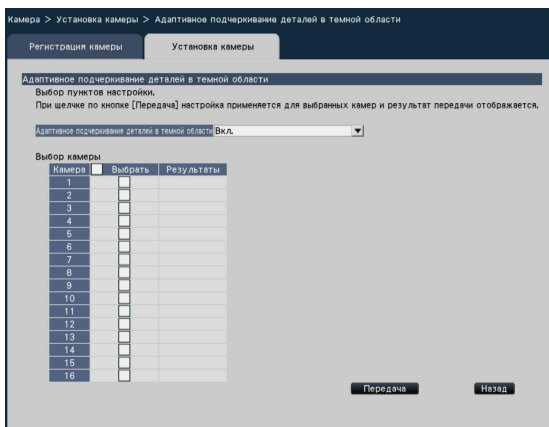 Камера > Установка камеры > Адаптивное подчеркивание деталей в темной области
Регистрация камеры Установка камеры
Адаптивное подчеркивание деталей в темной области
Выбор пунктов настройки.
При щелчке по кнопке [Передача] настройка применяется для выбранных камер и результат передачи отображается.
Адаптивное подчеркивание деталей в темной области Вкл.
Выбор камеры
Камера Выбрать Результаты
1
2
3
4
5
6
7
8
9
10
11
12
13
14
15
16
Передача Назад